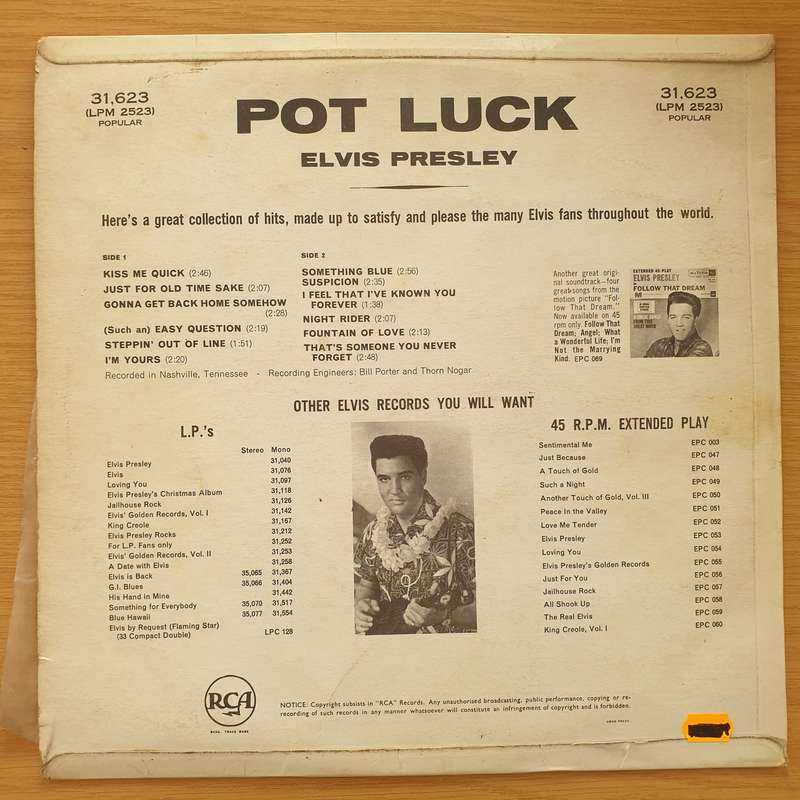 31,623
(LPM 2523)
POPULAR
POT LUCK
ELVIS PRESLEY
31,623
(LPM 2523)
POPULAR
Here's a great collection of hits, made up to satisfy and please the many Elvis fans throughout the world.
SIDE 1
KISS ME QUICK (2:46)
JUST FOR OLD TIME SAKE (2:07)
GONNA GET BACK HOME SOMEHOW
(2:28)
(Such an) EASY QUESTION (2:19)
STEPPIN' OUT OF LINE (1:51)
I'M YOURS (2:20)
SIDE 2
SOMETHING BLUE (2:56)
SUSPICION (2:35)
I FEEL THAT I'VE KNOWN YOU
FOREVER (1:39)
NIGHT RIDER (2:07)
FOUNTAIN OF LOVE (2:13)
THAT'S SOMEONE YOU NEVER
FORGET (2:48)
Recorded in Nashville, Tennessee - Recording Engineers: Bill Porter and Thorn Nogar
Another great origi-
nal soundtrack—four
great songs from the
motion picture "Fol-
low That Dream."
Now available on 45
rpm only. Follow That
Dream; Angel; What
a Wonderful Life; I'm
Not the Marrying
Kind. EPC 069
EXTENDED 45 PLAY
ELVIS PRESLEY
FOLLOW THAT DREAM
OTHER ELVIS RECORDS YOU WILL WANT
L.P.'s
Stereo Mono
Elvis Presley 31,040
Elvis 31,076
Loving You 31,097
Elvis Presley's Christmas Album 31,118
Jailhouse Rock 31,126
Elvis' Golden Records, Vol. I 31,142
King Creole 31,167
Elvis Presley Rocks 31,212
For L.P. Fans only 31,252
Elvis' Golden Records, Vol. II 31,253
A Date with Elvis 31,258
Elvis is Back 35,065 31,367
G.I. Blues 35,066 31,404
His Hand in Mine 31,442
Something for Everybody 35,070 31,517
Blue Hawaii 35,077 31,554
Elvis by Request (Flaming Star)
(33 Compact Double) LPC 128
45 R.P.M. EXTENDED PLAY
Sentimental Me EPC 003
Just Because EPC 047
A Touch of Gold EPC 048
Such a Night EPC 049
Another Touch of Gold, Vol. III EPC 050
Peace In the Valley EPC 051
Love Me Tender EPC 052
Elvis Presley EPC 053
Loving You EPC 054
Elvis Presley's Golden Records EPC 055
Just For You EPC 056
Jailhouse Rock EPC 057
All Shook Up EPC 058
The Real Elvis EPC 059
King Creole, Vol. I EPC 060
RCA
REGD. TRADE MARK
NOTICE: Copyright subsists in "RCA" Records. Any unauthorised broadcasting, public performance, copying or re-
recording of such records in any manner whatsoever will constitute an infringement of copyright and is forbidden.